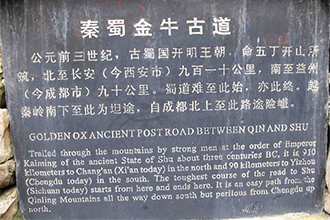 秦蜀金牛古道
公元前三世纪,古蜀国开明王朝,命五丁开山所
筑,北至长安(今西安市)九百一十公里,南至益州
(今成都市)九十公里。蜀道难至此始,亦此终。起
秦岭南下至此为坦途,自成都北上至此路途险巇。
GOLDEN OX ANCIENT POST ROAD BETWEEN QIN AND SHU
Trailed through the mountains by strong men at the order of Emperor
Kaiming of the ancient State of Shu about three centuries BC, it is 910
kilometers to Chang'an (Xi'an today) in the north and 90 kilometers to Yizhou
(Chengdu today) in the south. The toughest course of the road to Shu
(Sichuan today) starts from here and ends here. It is an easy path from the
Qinling Mountains all the way down south but perilous from Chengdu up
north.